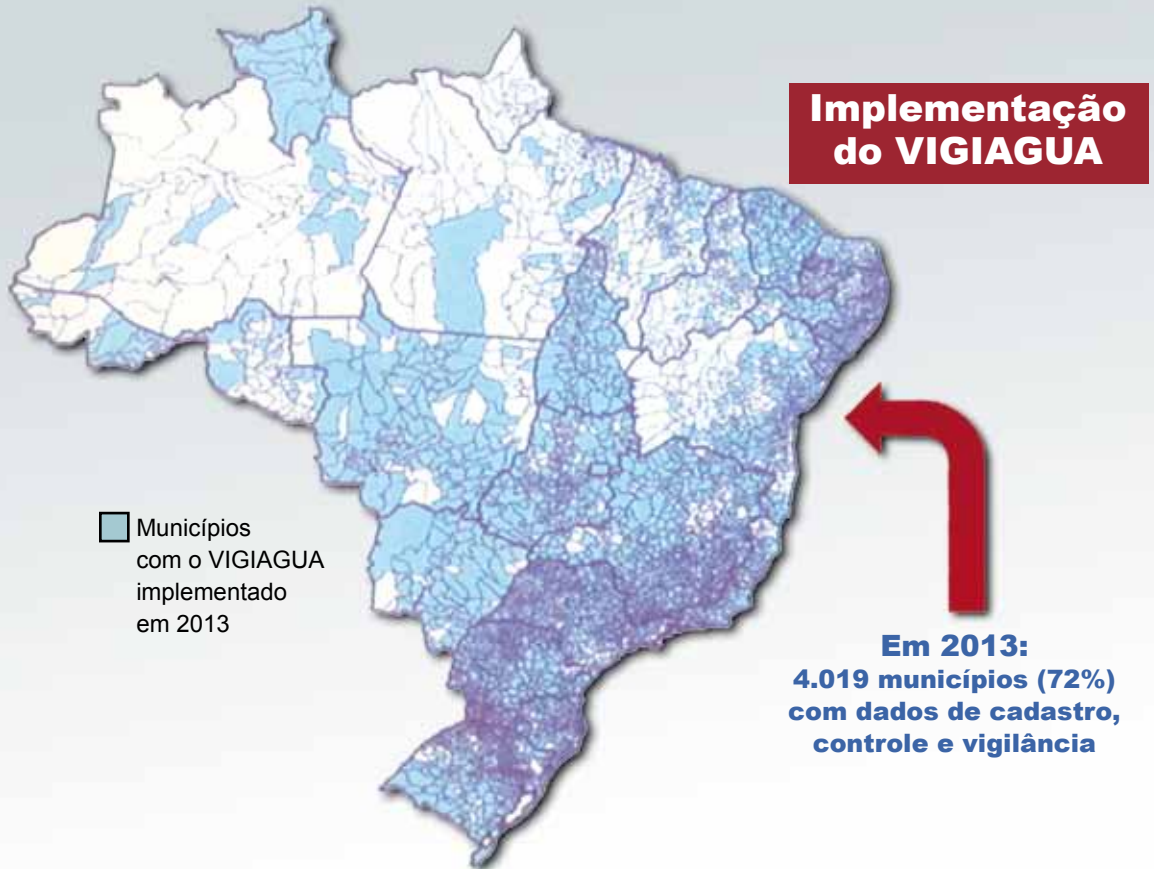 Implementação
do VIGIAGUA
Municípios
com o VIGIAGUA
implementado
em 2013
Em 2013:
4.019 municípios (72%)
com dados de cadastro,
controle e vigilância